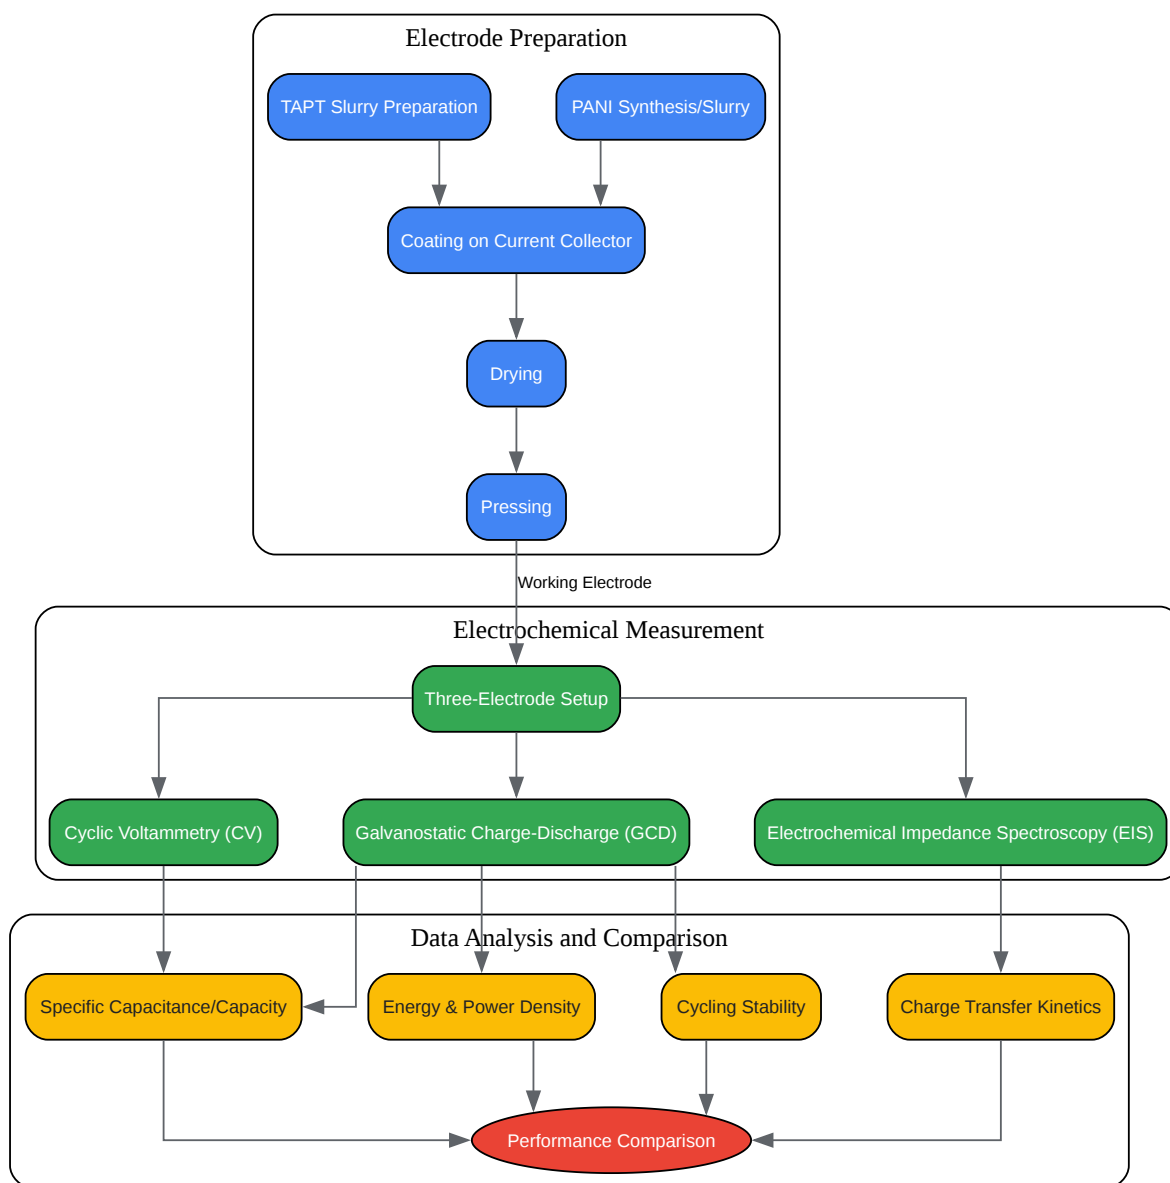 Electrode Preparation
TAPT Slurry Preparation
PANI Synthesis/Slurry
Coating on Current Collector
Drying
Pressing
Working Electrode
Electrochemical Measurement
Three-Electrode Setup
Cyclic Voltammetry (CV)
Galvanostatic Charge-Discharge (GCD)
Electrochemical Impedance Spectroscopy (EIS)
Data Analysis and Comparison
Specific Capacitance/Capacity
Energy & Power Density
Cycling Stability
Charge Transfer Kinetics
Performance Comparison